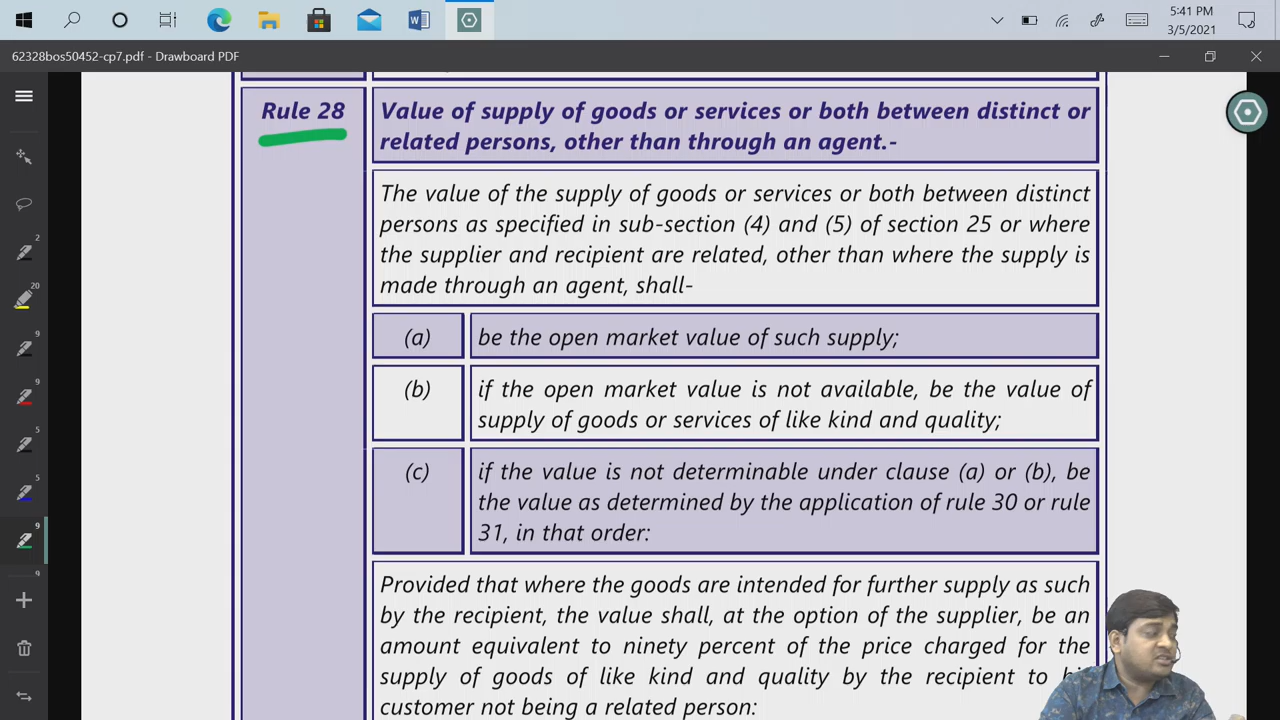 5:41 PM
3/5/2021
62328bos50452-cp7.pdf - Drawboard PDF
Rule 28
Value of supply of goods or services or both between distinct or
related persons, other than through an agent.-
The value of the supply of goods or services or both between distinct
persons as specified in sub-section (4) and (5) of section 25 or where
the supplier and recipient are related, other than where the supply is
made through an agent, shall-
(a) be the open market value of such supply;
(b) if the open market value is not available, be the value of
supply of goods or services of like kind and quality;
(c) if the value is not determinable under clause (a) or (b), be
the value as determined by the application of rule 30 or rule
31, in that order:
Provided that where the goods are intended for further supply as such
by the recipient, the value shall, at the option of the supplier, be an
amount equivalent to ninety percent of the price charged for the
supply of goods of like kind and quality by the recipient to
customer not being a related person:
2
20
9
9
5
5
9
9